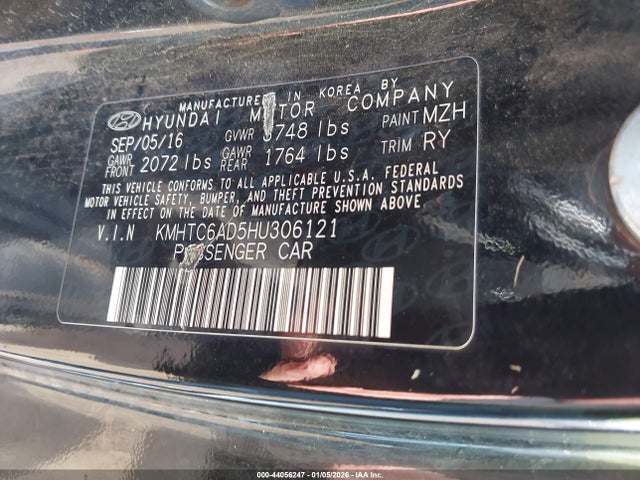 MANUFACTURED IN KOREA BY
HYUNDAI MOTOR COMPANY
SEP/05/16 GVWR 3748 lbs PAINT MZH
GAWR FRONT 2072 lbs GAWR REAR 1764 lbs TRIM RY
THIS VEHICLE CONFORMS TO ALL APPLICABLE U.S.A. FEDERAL
MOTOR VEHICLE SAFETY, BUMPER, AND THEFT PREVENTION STANDARDS
IN EFFECT ON THE DATE OF MANUFACTURE SHOWN ABOVE
V.I.N KMHTC6AD5HU306121
PASSENGER CAR
000-44056247 - 01/05/2026 - IAA Branches